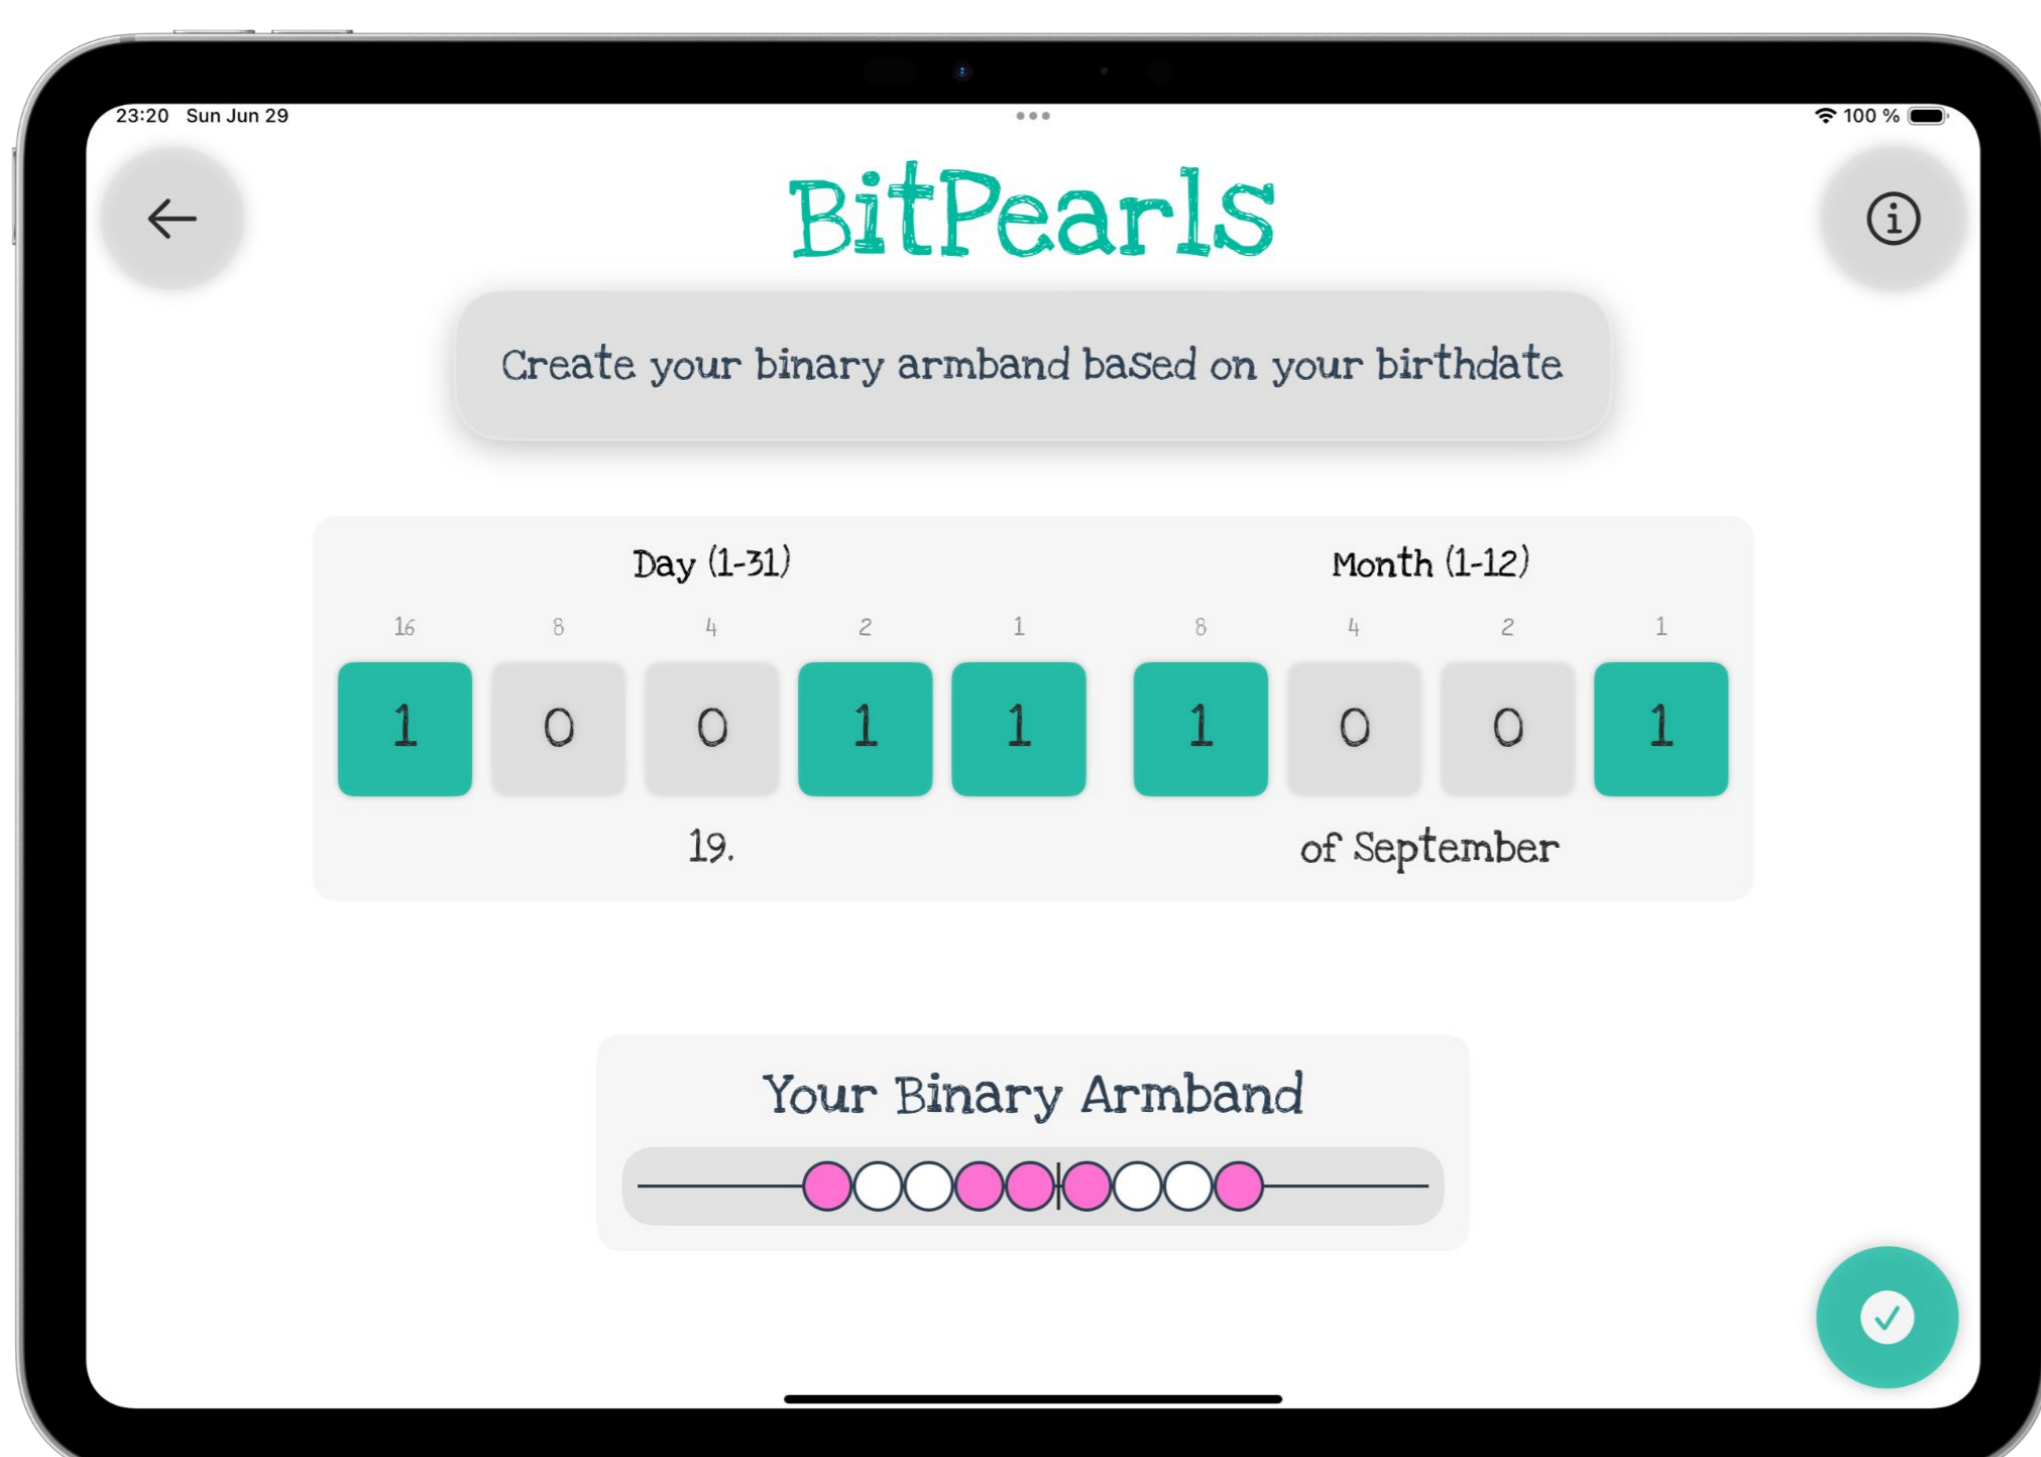 23:20 Sun Jun 29
100 %
BitPearls
Create your binary armband based on your birthdate
Day (1-31) Month (1-12)
16 8 4 2 1 8 4 2 1
1 0 0 1 1 1 0 0 1
19. of September
Your Binary Armband